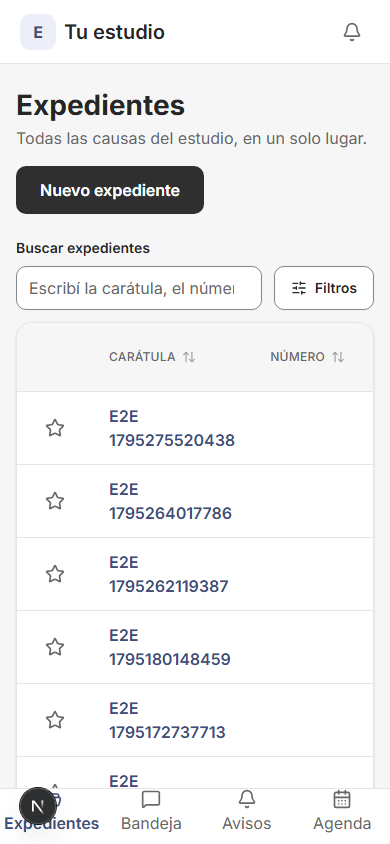 E Tu estudio
Expedientes
Todas las causas del estudio, en un solo lugar.
Nuevo expediente
Buscar expedientes
Escribí la carátula, el númer
Filtros
CARÁTULA NÚMERO
E2E
1795275520438
E2E
1795264017786
E2E
1795262119387
E2E
1795180148459
E2E
1795172737713
E2E
N
Expedientes Bandeja Avisos Agenda